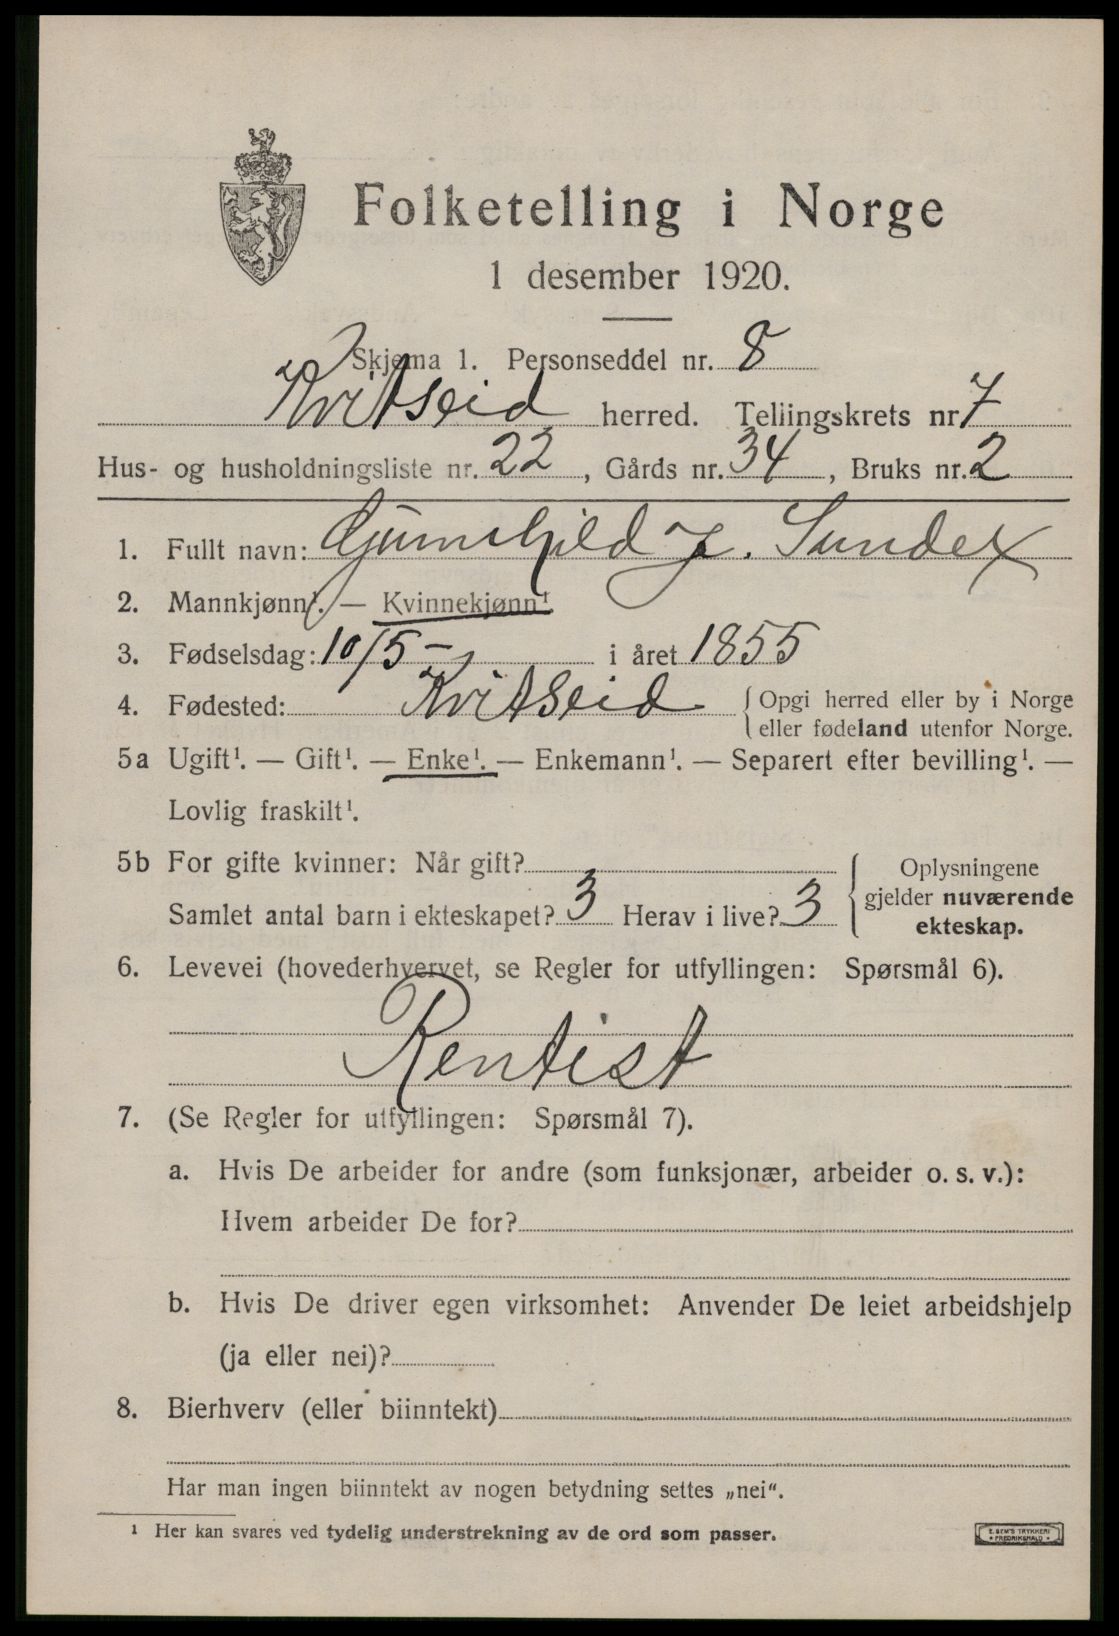 Folketelling i Norge
1 desember 1920.
Skjema 1. Personseddel nr. 8
Kvitseid herred. Tellingskrets nr 7
Hus- og husholdningsliste nr. 22, Gårds nr. 34, Bruks nr. 2
1. Fullt navn: Gunnhild J. Sundet
2. Mannkjønn¹. — Kvinnekjønn¹
3. Fødselsdag: 10/5 - i året 1855
4. Fødested: Kvitseid { Opgi herred eller by i Norge
eller fødeland utenfor Norge.
5a Ugift¹. — Gift¹. — Enke¹. — Enkemann¹. — Separert efter bevilling¹. —
Lovlig fraskilt¹.
5b For gifte kvinner: Når gift?
Samlet antal barn i ekteskapet? 3 Herav i live? 3
{ Oplysningene
gjelder nuværende
ekteskap.
6. Levevei (hovederhvervet, se Regler for utfyllingen: Spørsmål 6).
Rentist
7. (Se Regler for utfyllingen: Spørsmål 7).
a. Hvis De arbeider for andre (som funksjonær, arbeider o. s. v.):
Hvem arbeider De for?
b. Hvis De driver egen virksomhet: Anvender De leiet arbeidshjelp
(ja eller nei)?
8. Bierhverv (eller biinntekt)
Har man ingen biinntekt av nogen betydning settes „nei“.
¹ Her kan svares ved tydelig understrekning av de ord som passer.
E. SEM'S TRYKKERI
FREDRIKSHALD